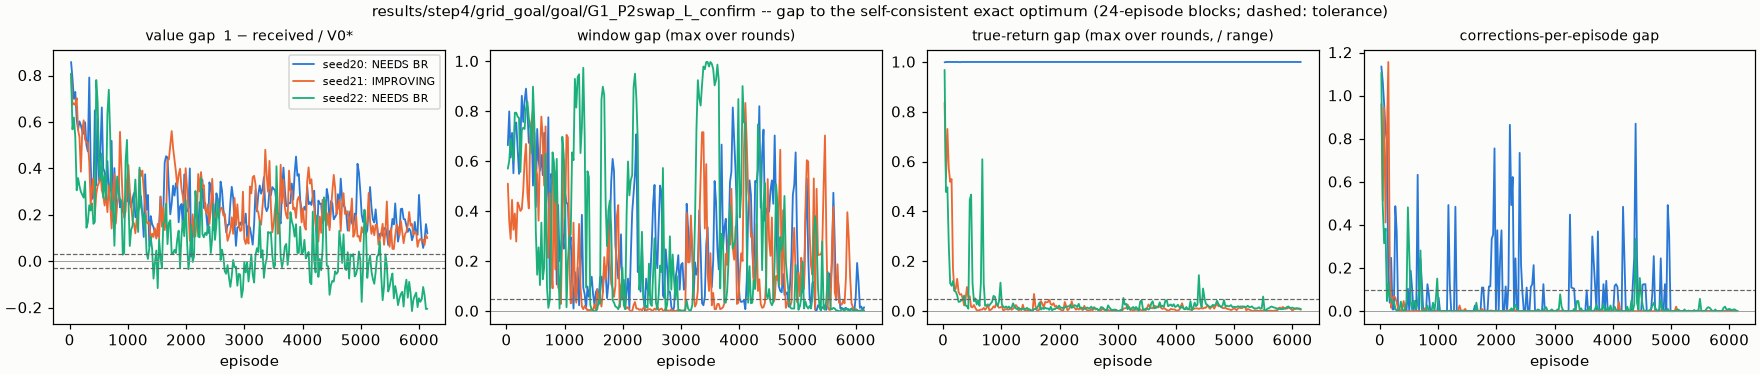 results/step4/grid_goal/goal/G1_P2swap_L_confirm -- gap to the self-consistent exact optimum (24-episode blocks; dashed: tolerance)
value gap 1 − received / V0*
seed20: NEEDS BR
seed21: IMPROVING
seed22: NEEDS BR
0.8
0.6
0.4
0.2
0.0
−0.2
0 1000 2000 3000 4000 5000 6000
episode
window gap (max over rounds)
1.0
0.8
0.6
0.4
0.2
0.0
0 1000 2000 3000 4000 5000 6000
episode
true-return gap (max over rounds, / range)
1.0
0.8
0.6
0.4
0.2
0.0
0 1000 2000 3000 4000 5000 6000
episode
corrections-per-episode gap
1.2
1.0
0.8
0.6
0.4
0.2
0.0
0 1000 2000 3000 4000 5000 6000
episode